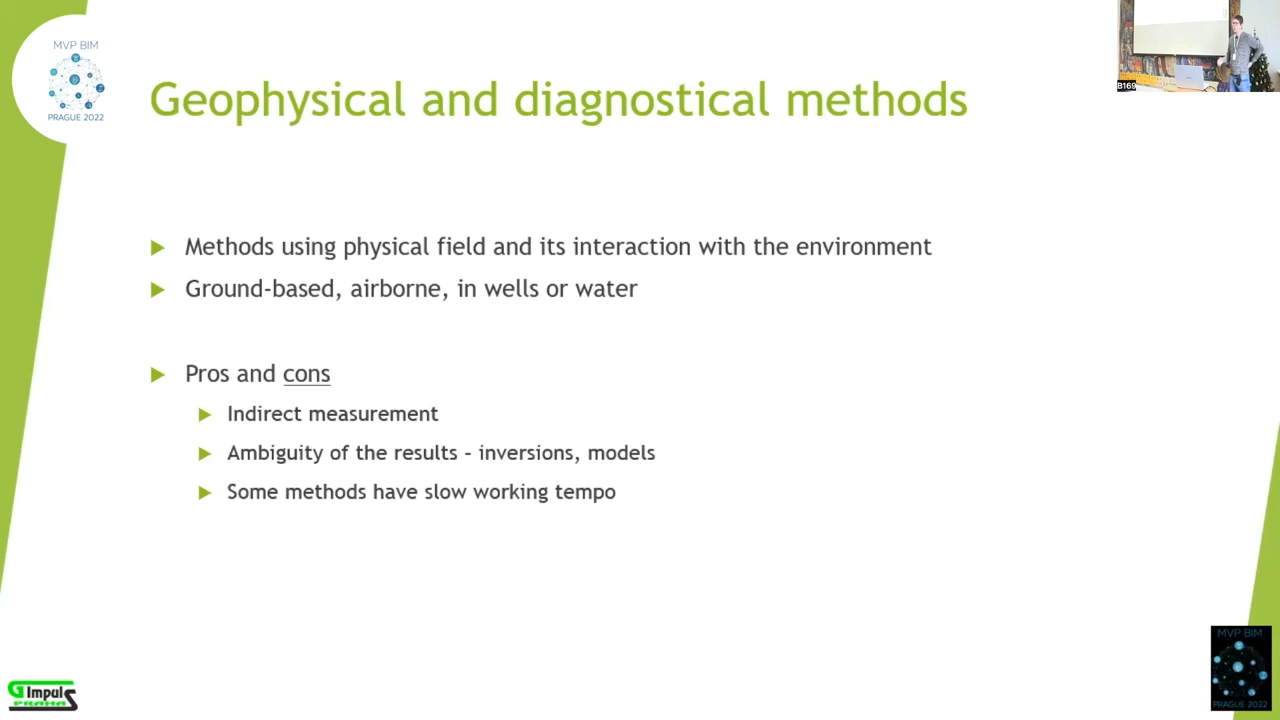 MVP BIM
PRAGUE 2022
B169
Geophysical and diagnostical methods
Methods using physical field and its interaction with the environment
Ground-based, airborne, in wells or water
Pros and cons
Indirect measurement
Ambiguity of the results - inversions, models
Some methods have slow working tempo
G Impuls
PRAHA
MVP BIM
PRAGUE 2022